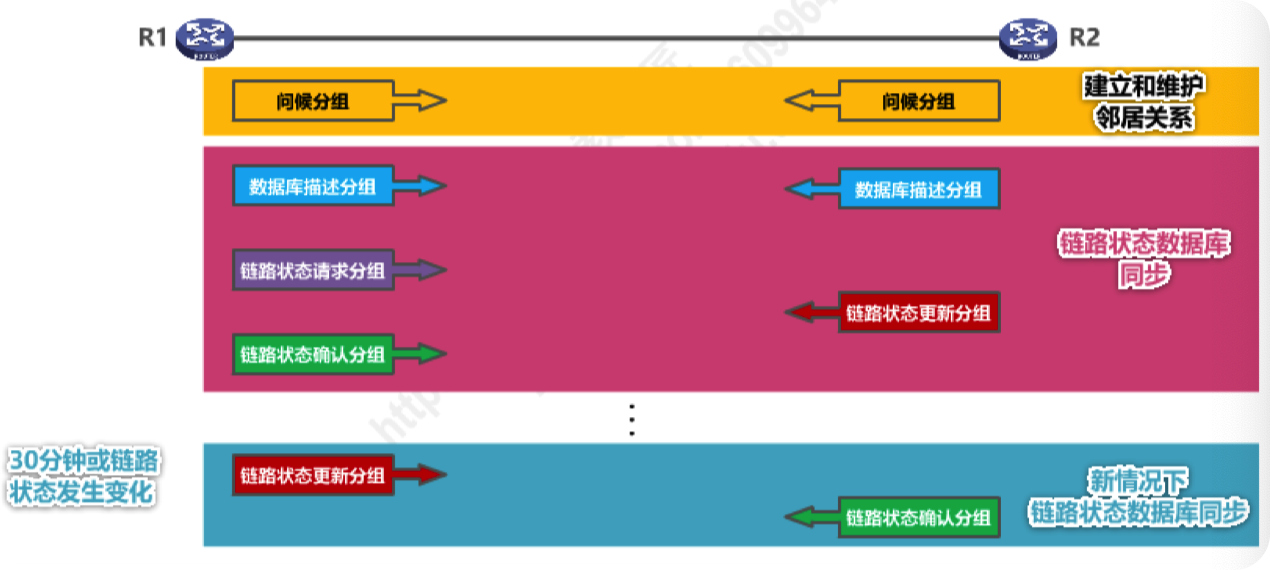 R1
R2
问候分组
问候分组
建立和维护
邻居关系
数据库描述分组
数据库描述分组
链路状态请求分组
链路状态数据库
同步
链路状态更新分组
链路状态确认分组
30分钟或链路
状态发生变化
链路状态更新分组
新情况下
链路状态数据库同步
链路状态确认分组